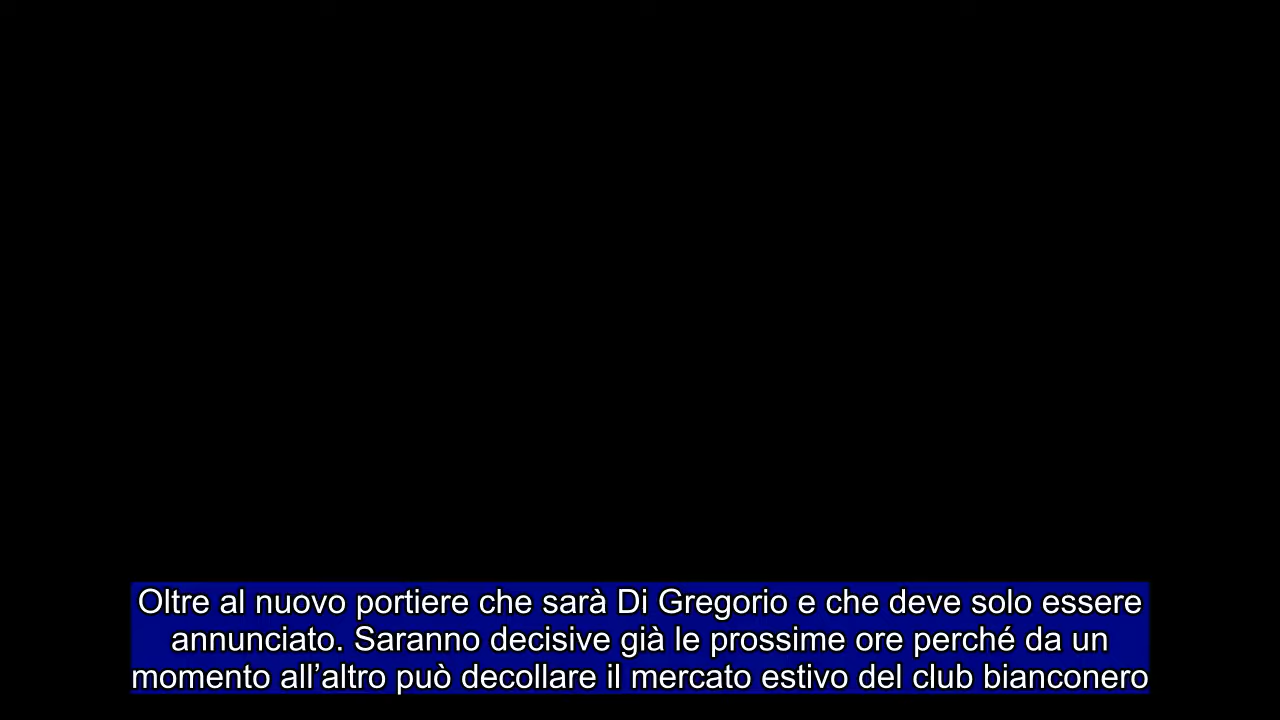 Oltre al nuovo portiere che sarà Di Gregorio e che deve solo essere
annunciato. Saranno decisive già le prossime ore perché da un
momento all’altro può decollare il mercato estivo del club bianconero